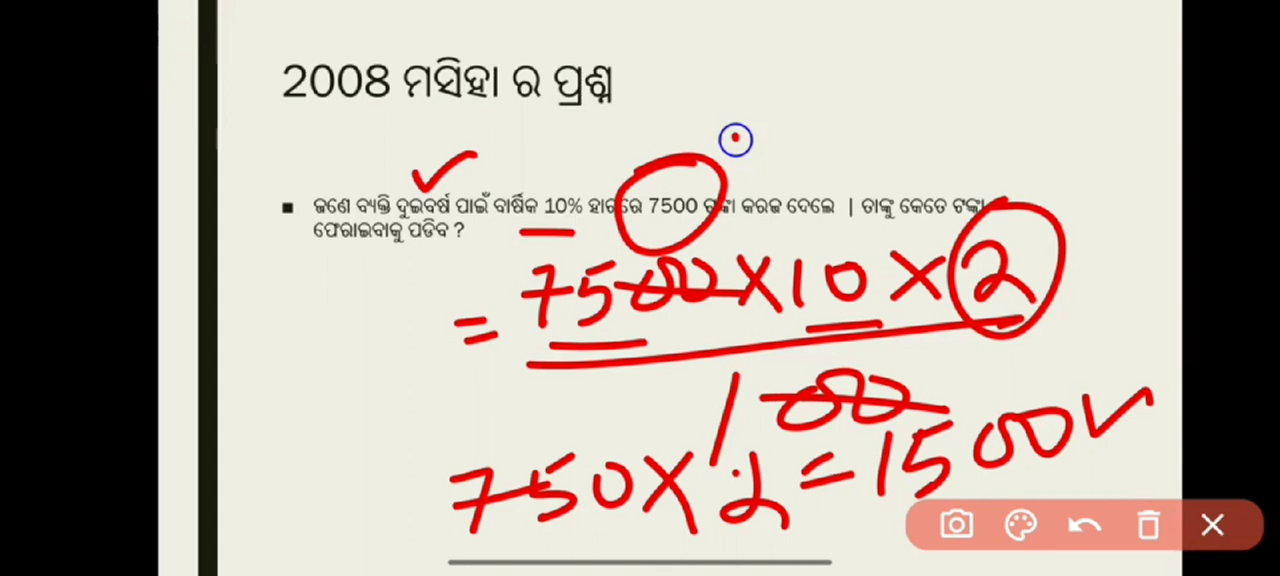 2008 ମସିହା ର ପ୍ରଶ୍ନ
■ ଜଣେ ବ୍ୟକ୍ତି ଦୁଇବର୍ଷ ପାଇଁ ବାର୍ଷିକ 10% ହାରରେ 7500 ଟଙ୍କା କରଜ ଦେଲେ | ତାଙ୍କୁ କେତେ ଟଙ୍କା
ଫେରାଇବାକୁ ପଡିବ ?
= 7500 X 10 X 2
100
750 X 2 = 1500